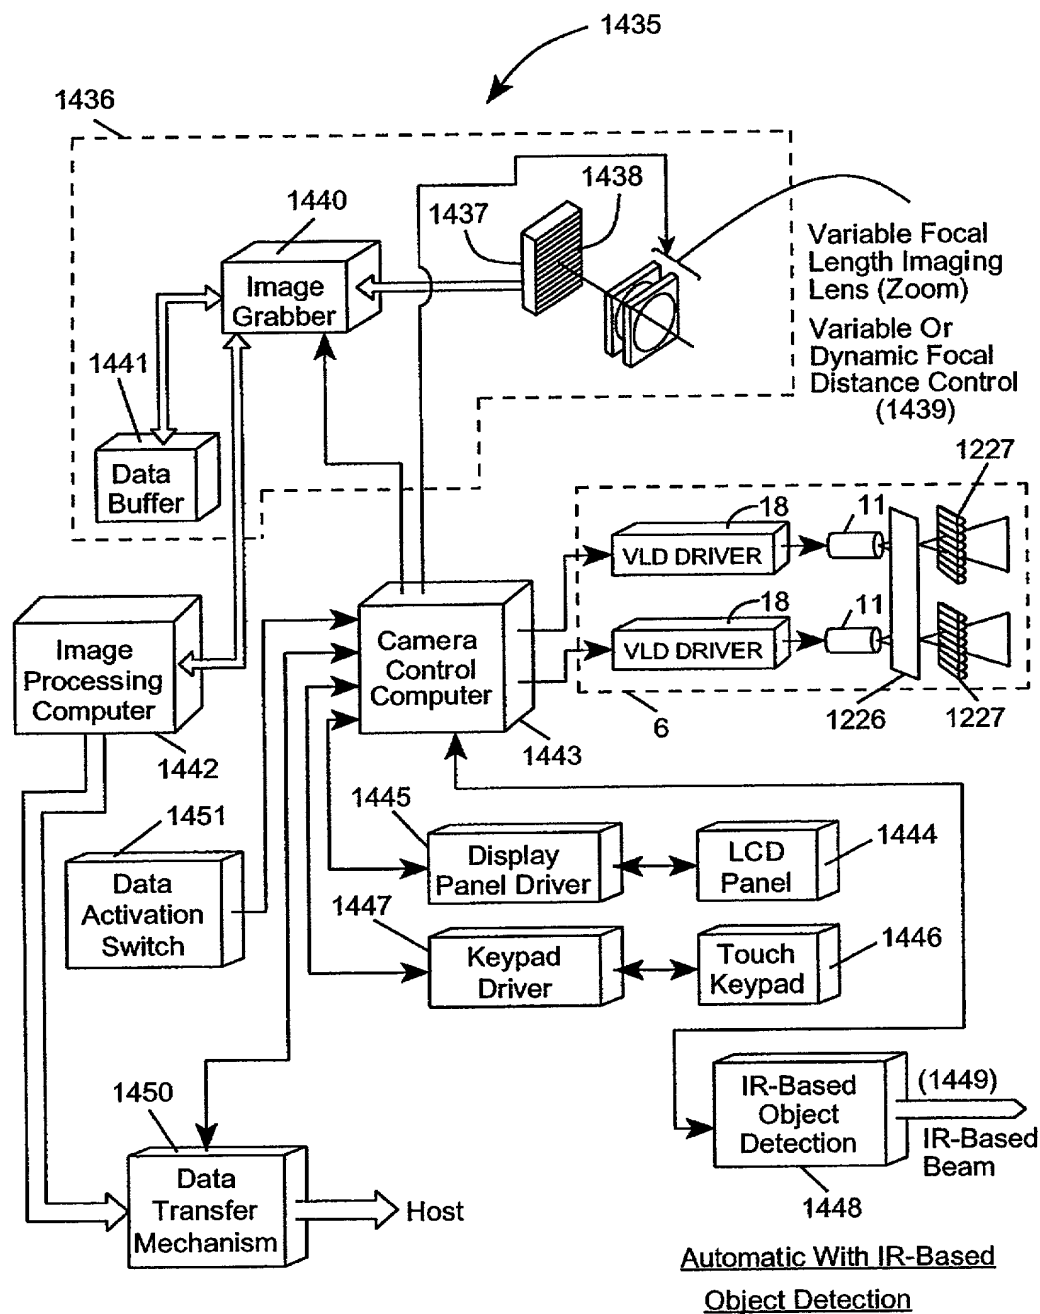 1435
1436
1440
1437
1438
Image
Grabber
Variable Focal
Length Imaging
Lens (Zoom)
Variable Or
Dynamic Focal
Distance Control
(1439)
1441
Data
Buffer
1227
18
11
VLD DRIVER
18
11
VLD DRIVER
6
1226
1227
Image
Processing
Computer
1442
Camera
Control
Computer
1443
1451
Data
Activation
Switch
1445
Display
Panel Driver
LCD
Panel
1444
1447
Keypad
Driver
Touch
Keypad
1446
1450
Data
Transfer
Mechanism
Host
IR-Based
Object
Detection
(1449)
IR-Based
Beam
1448
Automatic With IR-Based
Object Detection